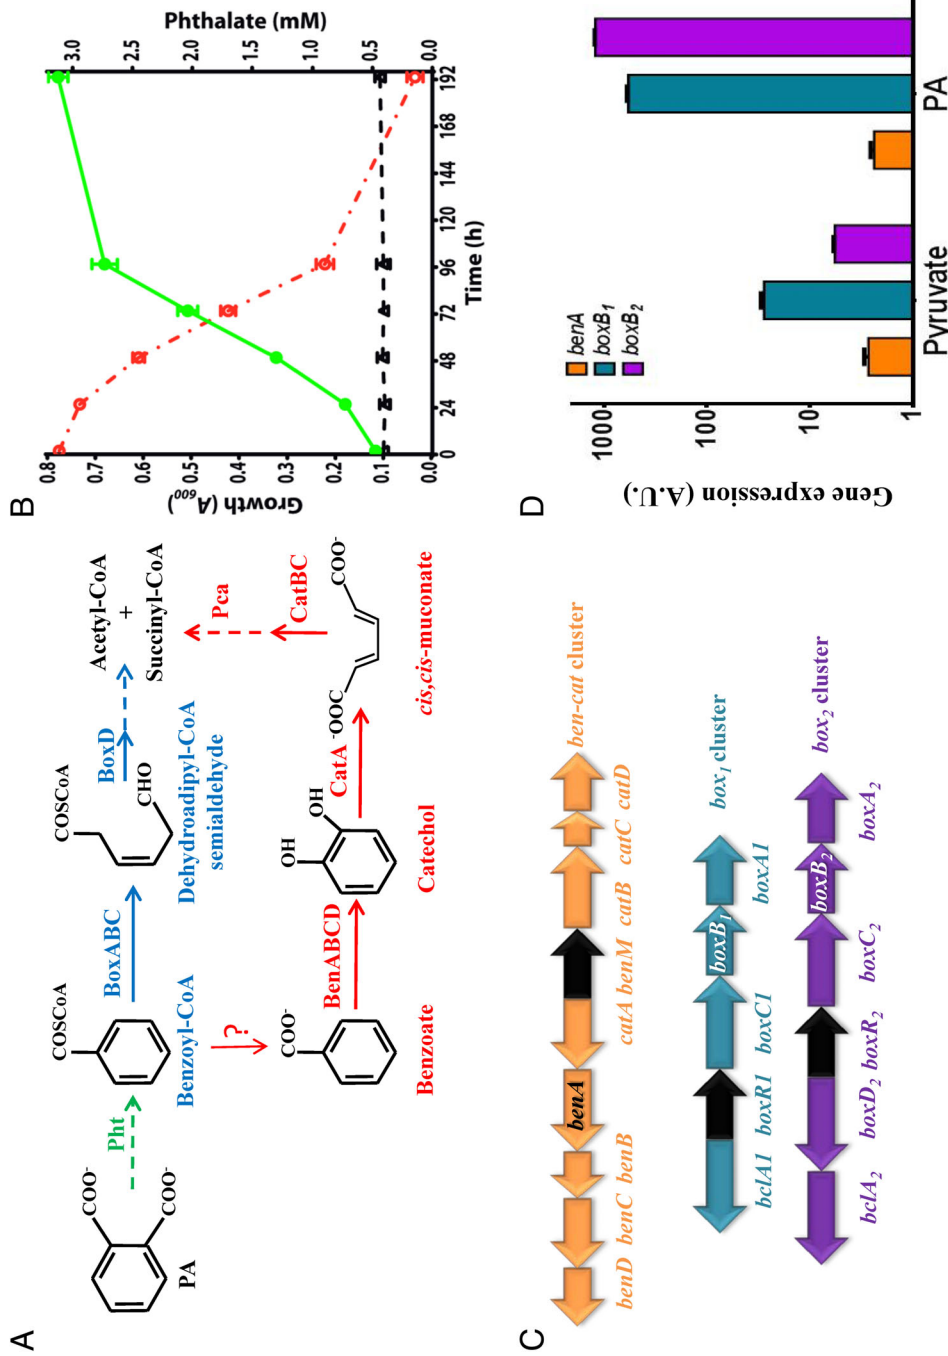 A
PA
COO-
COO-
Pht
COSCoA
Benzoyl-CoA
BoxABC
COSCoA
CHO
Dehydroadipyl-CoA
semialdehyde
BoxD
Acetyl-CoA
+
Succinyl-CoA
?
COO-
Benzoate
BenABCD
OH
OH
Catechol
CatA
-OOC
COO-
cis,cis-muconate
CatBC
Pca
B
Phthalate (mM)
3.0
2.5
2.0
1.5
1.0
0.5
0.0
Growth (A600)
0.8
0.7
0.6
0.5
0.4
0.3
0.2
0.1
0.0
0 24 48 72 96 120 144 168 192
Time (h)
C
benA
benD benC benB catA benM catB catC catD
ben-cat cluster
boxB1
bclA1 boxR1 boxC1 boxA1
box1 cluster
boxB2
bclA2 boxD2 boxR2 boxC2 boxA2
box2 cluster
D
benA
boxB1
boxB2
Gene expression (A.U.)
1000
100
10
1
Pyruvate PA